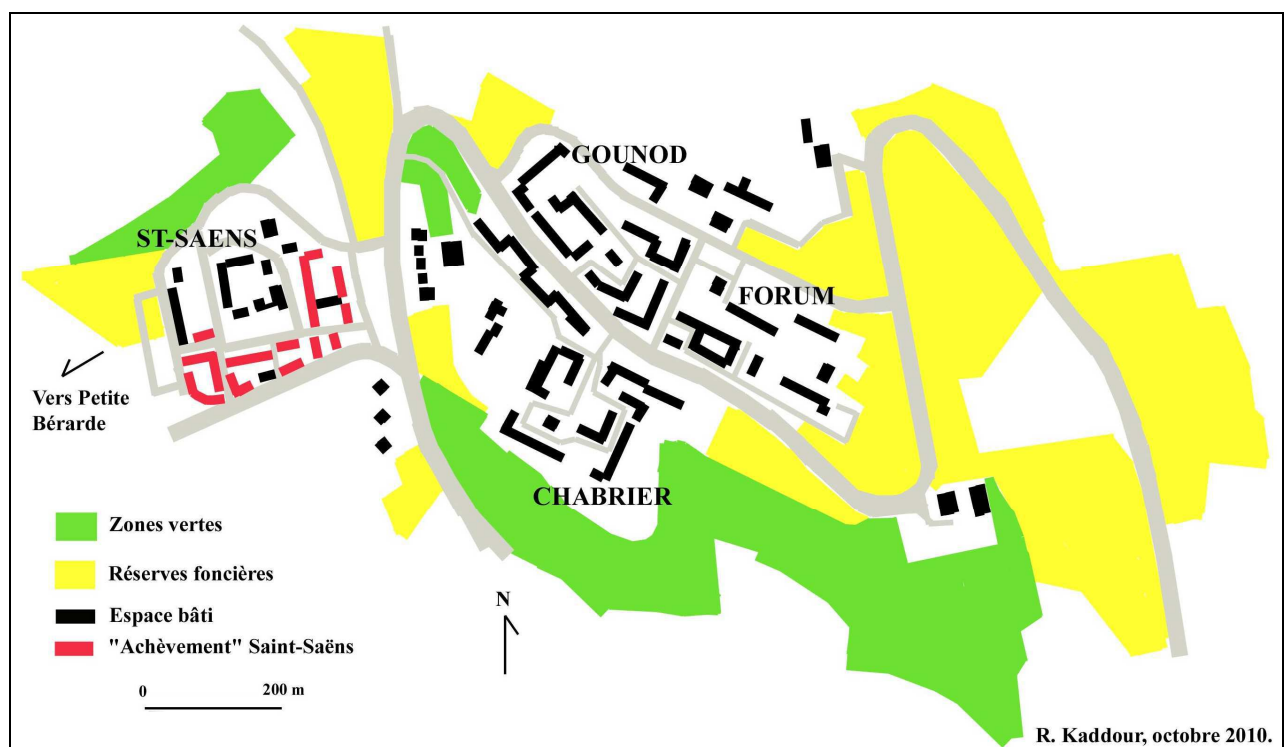 GOUNOD
ST-SAENS
FORUM
Vers Petite
Bérarde
CHABRIER
Zones vertes
Réserves foncières
Espace bâti
"Achèvement" Saint-Saëns
N
0 200 m
R. Kaddour, octobre 2010.